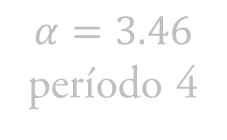 α = 3.46
período 4